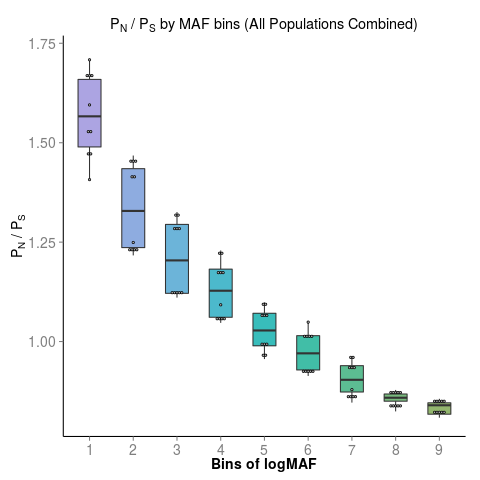 P_N / P_S by MAF bins (All Populations Combined)
1.75
1.50
1.25
1.00
P_N / P_S
1 2 3 4 5 6 7 8 9
Bins of logMAF